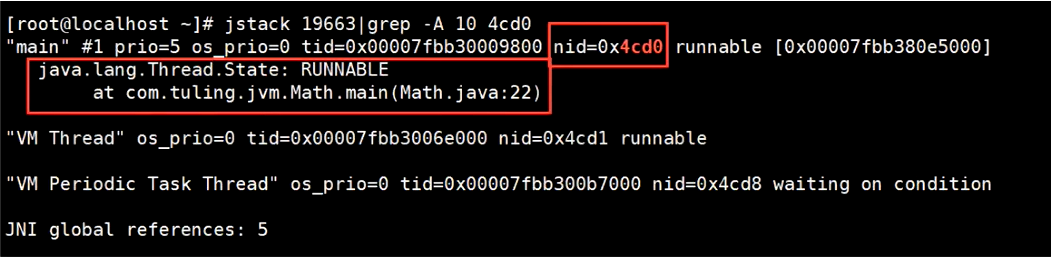 [root@localhost ~]# jstack 19663|grep -A 10 4cd0
"main" #1 prio=5 os_prio=0 tid=0x00007fbb30009800 nid=0x4cd0 runnable [0x00007fbb380e5000]
java.lang.Thread.State: RUNNABLE
at com.tuling.jvm.Math.main(Math.java:22)
"VM Thread" os_prio=0 tid=0x00007fbb3006e000 nid=0x4cd1 runnable
"VM Periodic Task Thread" os_prio=0 tid=0x00007fbb300b7000 nid=0x4cd8 waiting on condition
JNI global references: 5